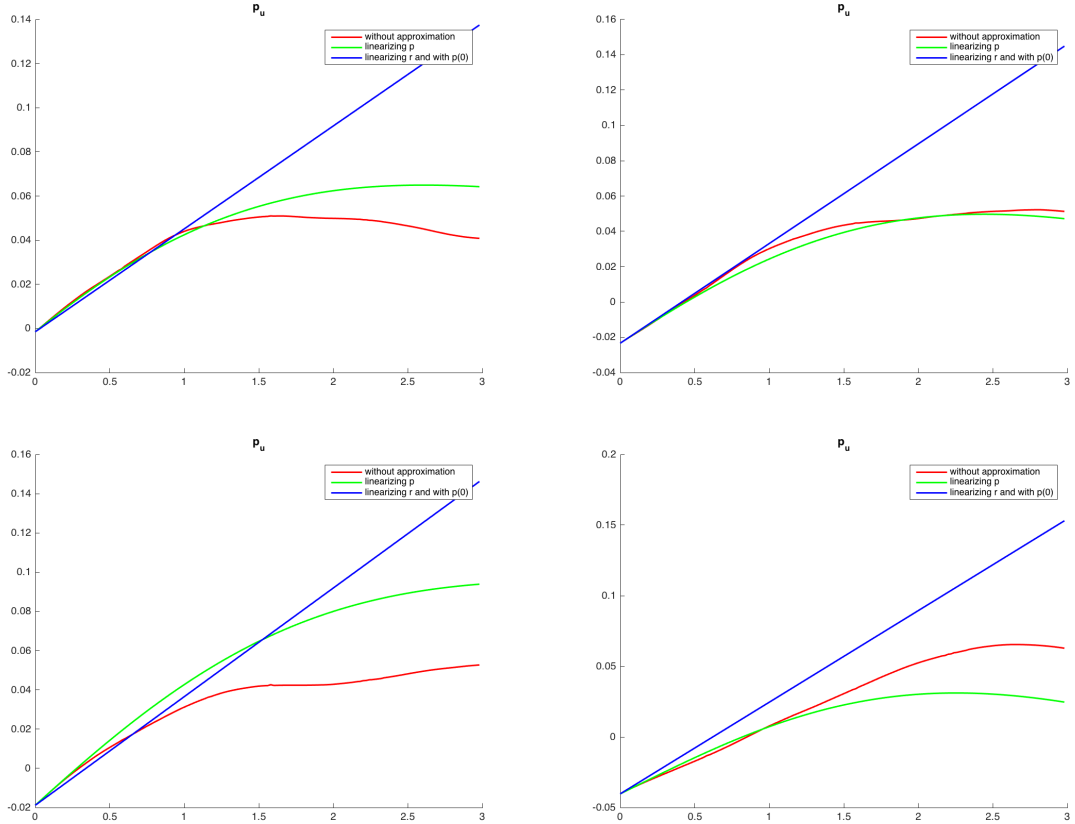 p_u
0.14
0.12
0.1
0.08
0.06
0.04
0.02
0
-0.02
0 0.5 1 1.5 2 2.5 3
without approximation
linearizing p
linearizing r and with p(0)
p_u
0.16
0.14
0.12
0.1
0.08
0.06
0.04
0.02
0
-0.02
-0.04
0 0.5 1 1.5 2 2.5 3
without approximation
linearizing p
linearizing r and with p(0)
p_u
0.16
0.14
0.12
0.1
0.08
0.06
0.04
0.02
0
-0.02
0 0.5 1 1.5 2 2.5 3
without approximation
linearizing p
linearizing r and with p(0)
p_u
0.2
0.15
0.1
0.05
0
-0.05
0 0.5 1 1.5 2 2.5 3
without approximation
linearizing p
linearizing r and with p(0)